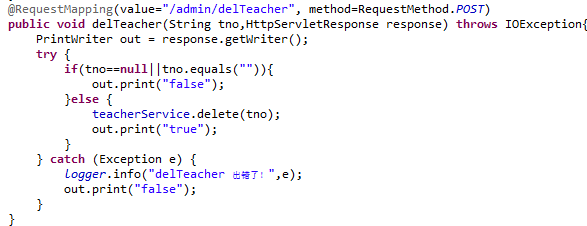 @RequestMapping(value="/admin/delTeacher", method=RequestMethod.POST)
public void delTeacher(String tno,HttpServletResponse response) throws IOException{
PrintWriter out = response.getWriter();
try {
if(tno==null||tno.equals("")){
out.print("false");
}else {
teacherService.delete(tno);
out.print("true");
}
} catch (Exception e) {
logger.info("delTeacher 出错了！",e);
out.print("false");
}
}